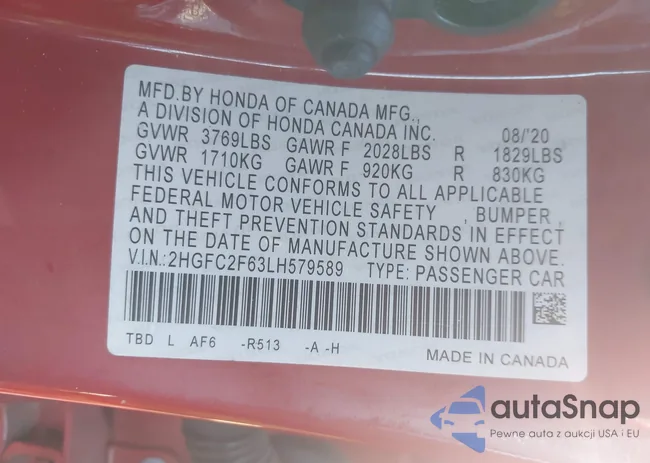 MFD.BY HONDA OF CANADA MFG.,
A DIVISION OF HONDA CANADA INC. 08/'20
GVWR 3769LBS GAWR F 2028LBS R 1829LBS
GVWR 1710KG GAWR F 920KG R 830KG
THIS VEHICLE CONFORMS TO ALL APPLICABLE
FEDERAL MOTOR VEHICLE SAFETY , BUMPER ,
AND THEFT PREVENTION STANDARDS IN EFFECT
ON THE DATE OF MANUFACTURE SHOWN ABOVE.
V.I.N.:2HGFC2F63LH579589 TYPE: PASSENGER CAR
TBD L AF6 -R513 -A -H
MADE IN CANADA
autaSnap
Pewne auta z aukcji USA i EU